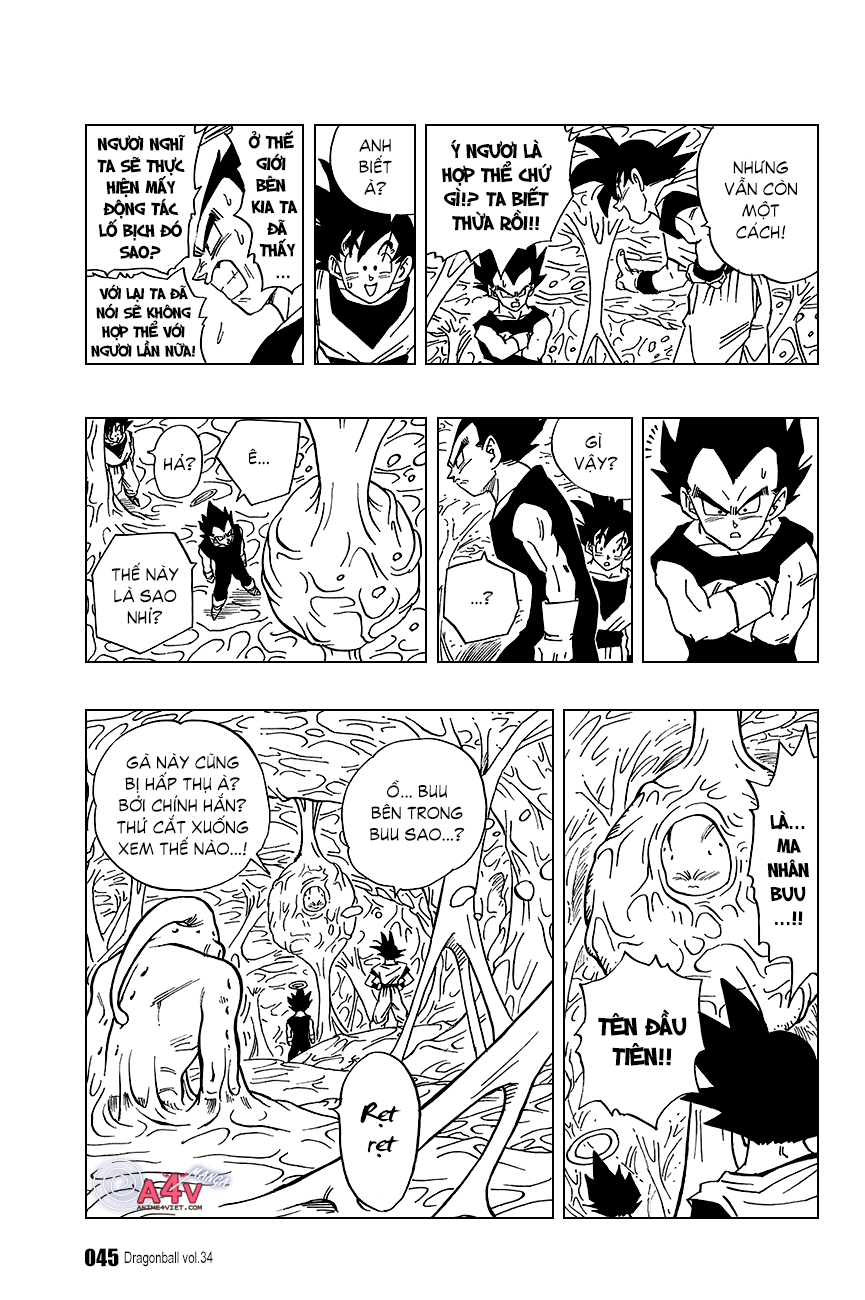 NHƯNG
VẪN CÒN
MỘT
CÁCH!
Ý NGƯƠI LÀ
HỢP THỂ CHỨ
GÌ!? TA BIẾT
THỪA RỒI!!
ANH
BIẾT
À?
Ở THẾ
GIỚI
BÊN
KIA TA
ĐÃ
THẤY
...
NGƯƠI NGHĨ
TA SẼ THỰC
HIỆN MẤY
ĐỘNG TÁC
LỐ BỊCH ĐÓ
SAO?
VỚI LẠI TA ĐÃ
NÓI SẼ KHÔNG
HỢP THỂ VỚI
NGƯƠI LẦN NỮA!
GÌ
VẬY?
...?
Ê...
HẢ?
THẾ NÀY
LÀ SAO
NHỈ?
LÀ...
MA
NHÂN
BUU
...!!
TÊN ĐẦU
TIÊN!!
Ồ... BUU
BÊN TRONG
BUU SAO...?
GÃ NÀY CŨNG
BỊ HẤP THỤ À?
BỞI CHÍNH HẮN?
THỬ CẮT XUỐNG
XEM THẾ NÀO...!
Rẹt
rẹt
MANGA
A4V
ANIME4VIET.COM
045 Dragonball vol.34